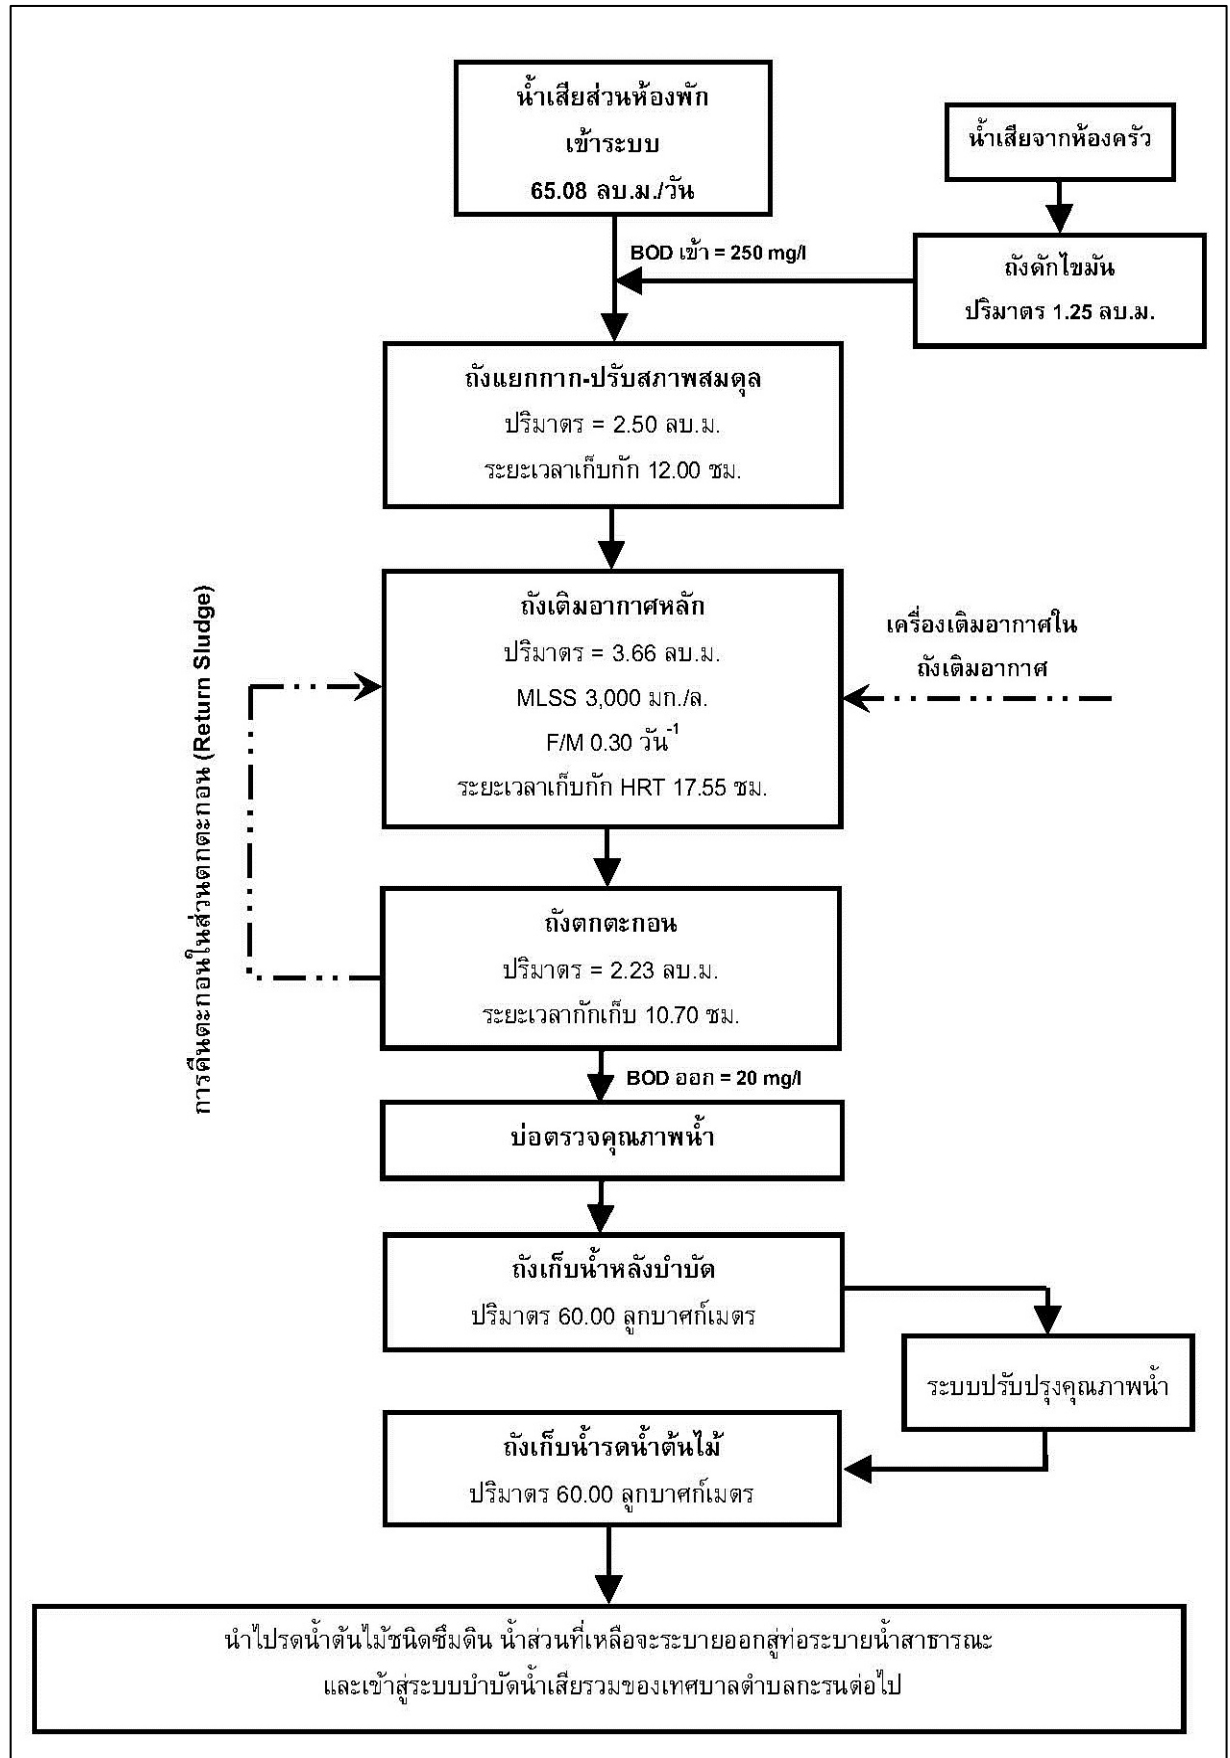 น้ำเสียส่วนห้องพัก
เข้าระบบ
65.08 ลบ.ม./วัน
น้ำเสียจากห้องครัว
BOD เข้า = 250 mg/l
ถังดักไขมัน
ปริมาตร 1.25 ลบ.ม.
ถังแยกกาก-ปรับสภาพสมดุล
ปริมาตร = 2.50 ลบ.ม.
ระยะเวลาเก็บกัก 12.00 ชม.
ถังเติมอากาศหลัก
ปริมาตร = 3.66 ลบ.ม.
MLSS 3,000 มก./ล.
F/M 0.30 วัน⁻¹
ระยะเวลาเก็บกัก HRT 17.55 ชม.
เครื่องเติมอากาศใน
ถังเติมอากาศ
การคืนตะกอนในส่วนตกตะกอน (Return Sludge)
ถังตกตะกอน
ปริมาตร = 2.23 ลบ.ม.
ระยะเวลากักเก็บ 10.70 ชม.
BOD ออก = 20 mg/l
บ่อตรวจคุณภาพน้ำ
ถังเก็บน้ำหลังบำบัด
ปริมาตร 60.00 ลูกบาศก์เมตร
ระบบปรับปรุงคุณภาพน้ำ
ถังเก็บน้ำรดน้ำต้นไม้
ปริมาตร 60.00 ลูกบาศก์เมตร
นำไปรดน้ำต้นไม้ชนิดซึมดิน น้ำส่วนที่เหลือจะระบายออกสู่ท่อระบายน้ำสาธารณะ
และเข้าสู่ระบบบำบัดน้ำเสียรวมของเทศบาลตำบลกะรนต่อไป